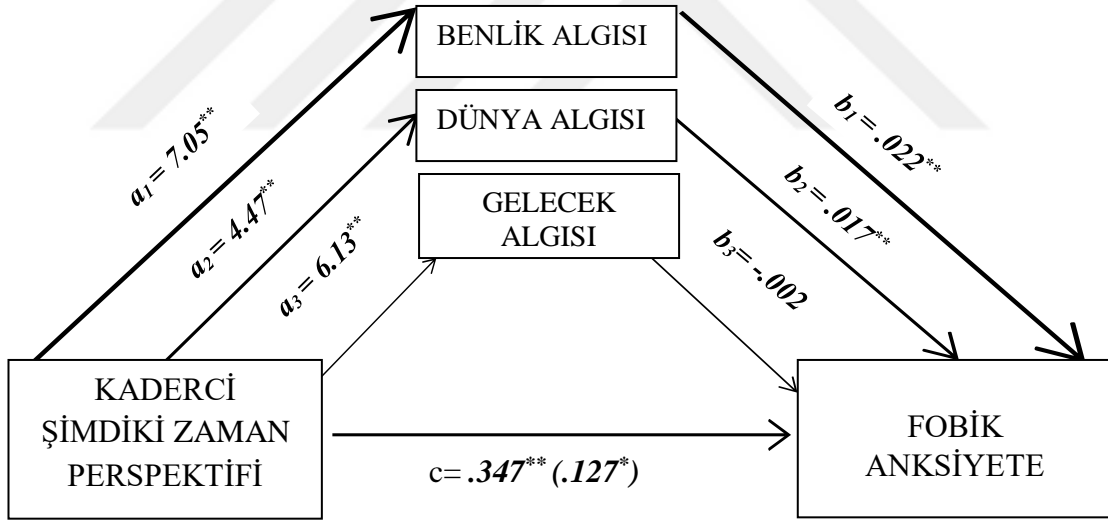 BENLİK ALGISI
DÜNYA ALGISI
GELECEK
ALGISI
a₁ = 7.05**
a₂ = 4.47**
a₃ = 6.13**
b₁ = .022**
b₂ = .017**
b₃= -.002
KADERCİ
ŞİMDİKİ ZAMAN
PERSPEKTİFİ
c= .347** (.127*)
FOBİK
ANKSİYETE